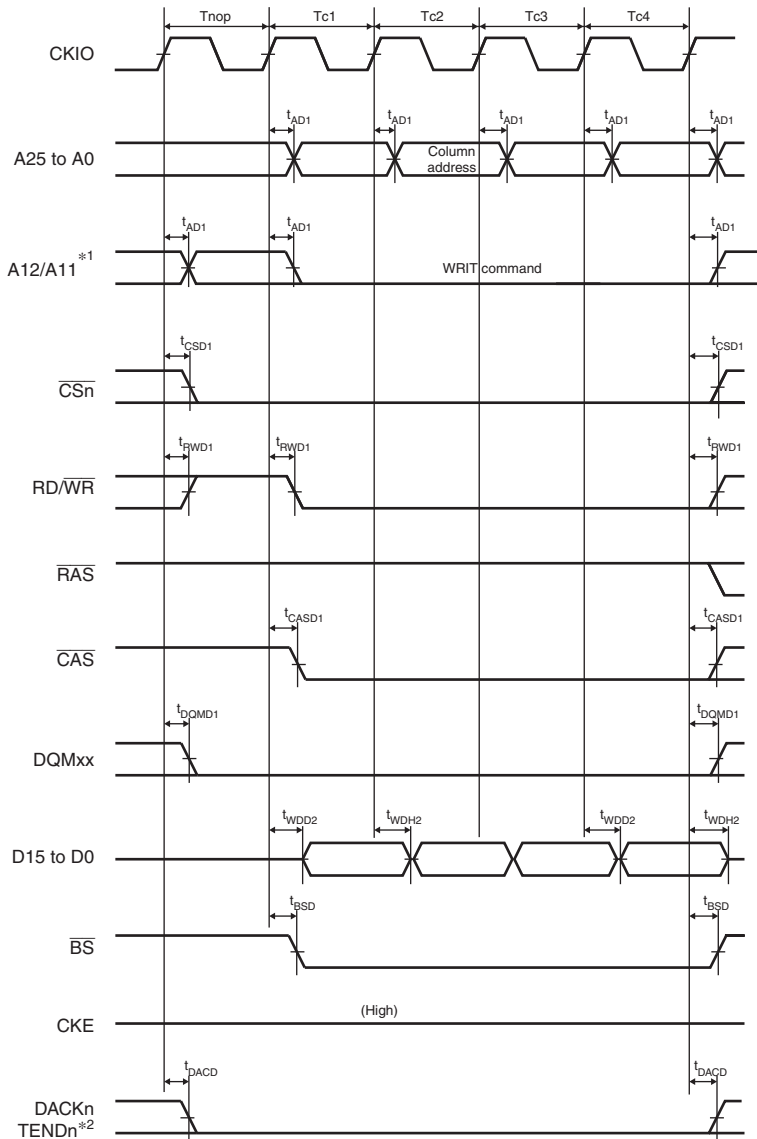 Tnop Tc1 Tc2 Tc3 Tc4
CKIO
tAD1 tAD1 tAD1 tAD1 tAD1
A25 to A0
Column
address
tAD1 tAD1 tAD1
A12/A11 *1
WRIT command
tCSD1 tCSD1
CSn
tRWD1 tRWD1 tRWD1
RD/WR
RAS
tCASD1 tCASD1
CAS
tDQMD1 tDQMD1
DQMxx
tWDD2 tWDH2 tWDD2 tWDH2
D15 to D0
tBSD tBSD
BS
(High)
CKE
tDACD tDACD
DACKn
TENDn*2